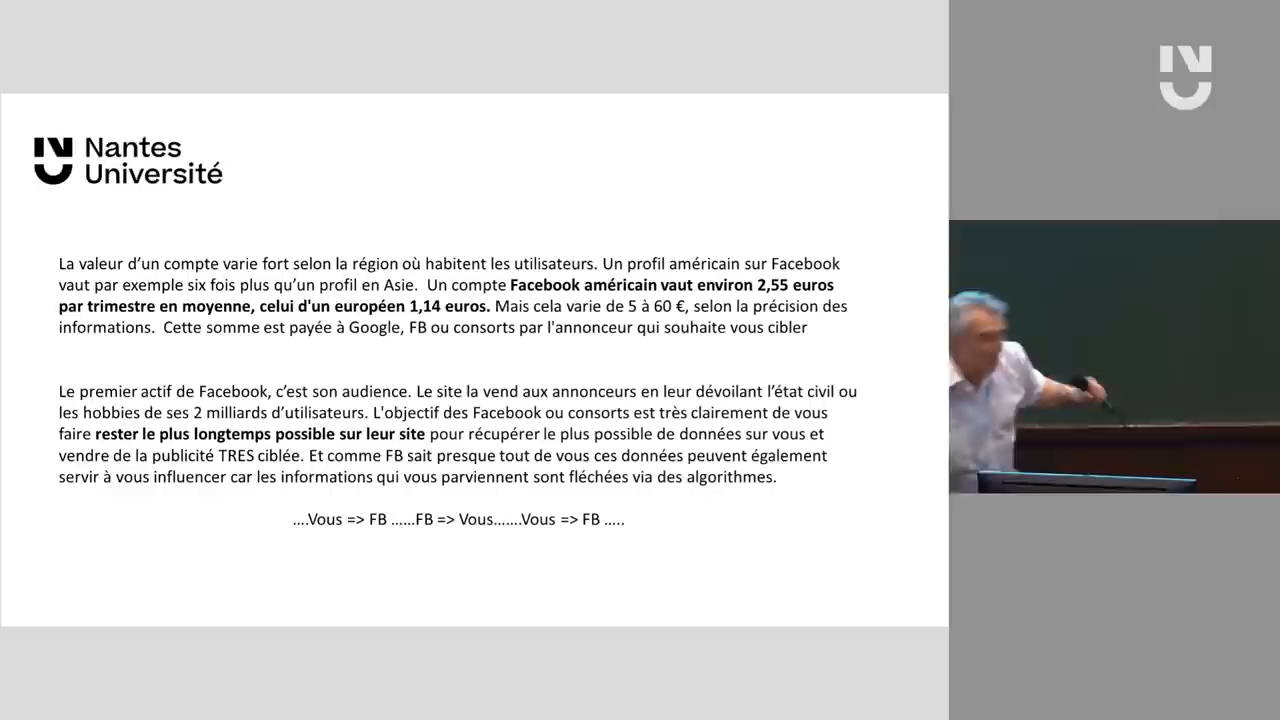 Nantes
Université
La valeur d’un compte varie fort selon la région où habitent les utilisateurs. Un profil américain sur Facebook
vaut par exemple six fois plus qu’un profil en Asie.  Un compte Facebook américain vaut environ 2,55 euros
par trimestre en moyenne, celui d'un européen 1,14 euros. Mais cela varie de 5 à 60 €, selon la précision des
informations.  Cette somme est payée à Google, FB ou consorts par l'annonceur qui souhaite vous cibler
Le premier actif de Facebook, c’est son audience. Le site la vend aux annonceurs en leur dévoilant l’état civil ou
les hobbies de ses 2 milliards d’utilisateurs. L'objectif des Facebook ou consorts est très clairement de vous
faire rester le plus longtemps possible sur leur site pour récupérer le plus possible de données sur vous et
vendre de la publicité TRES ciblée. Et comme FB sait presque tout de vous ces données peuvent également
servir à vous influencer car les informations qui vous parviennent sont fléchées via des algorithmes.
....Vous => FB ......FB => Vous.......Vous => FB .....